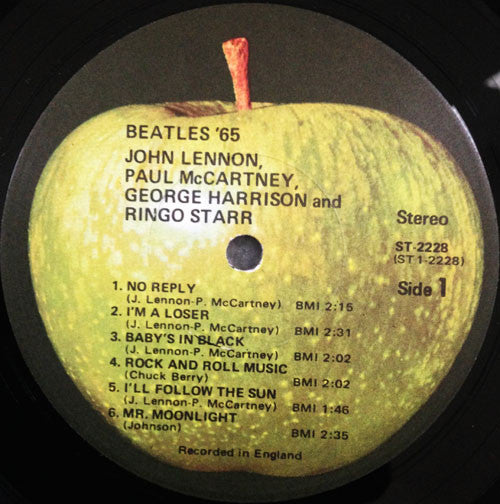 BEATLES '65
JOHN LENNON,
PAUL McCARTNEY,
GEORGE HARRISON and
RINGO STARR
Stereo
ST-2228
(ST 1-2228)
Side 1
1. NO REPLY
(J. Lennon-P. McCartney) BMI 2:15
2. I'M A LOSER
(J. Lennon-P. McCartney) BMI 2:31
3. BABY'S IN BLACK
(J. Lennon-P. McCartney) BMI 2:02
4. ROCK AND ROLL MUSIC
(Chuck Berry) BMI 2:02
5. I'LL FOLLOW THE SUN
(J. Lennon-P. McCartney) BMI 1:46
6. MR. MOONLIGHT
(Johnson) BMI 2:35
Recorded in England